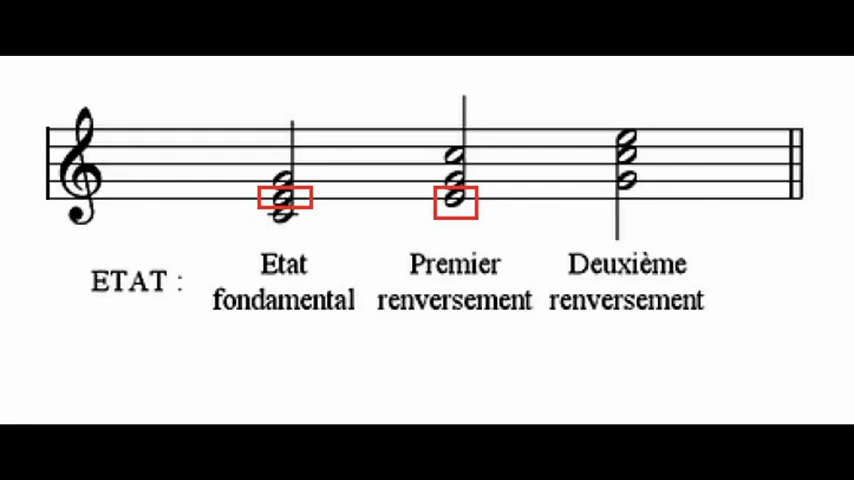 ETAT :
Etat
fondamental
Premier
renversement
Deuxième
renversement